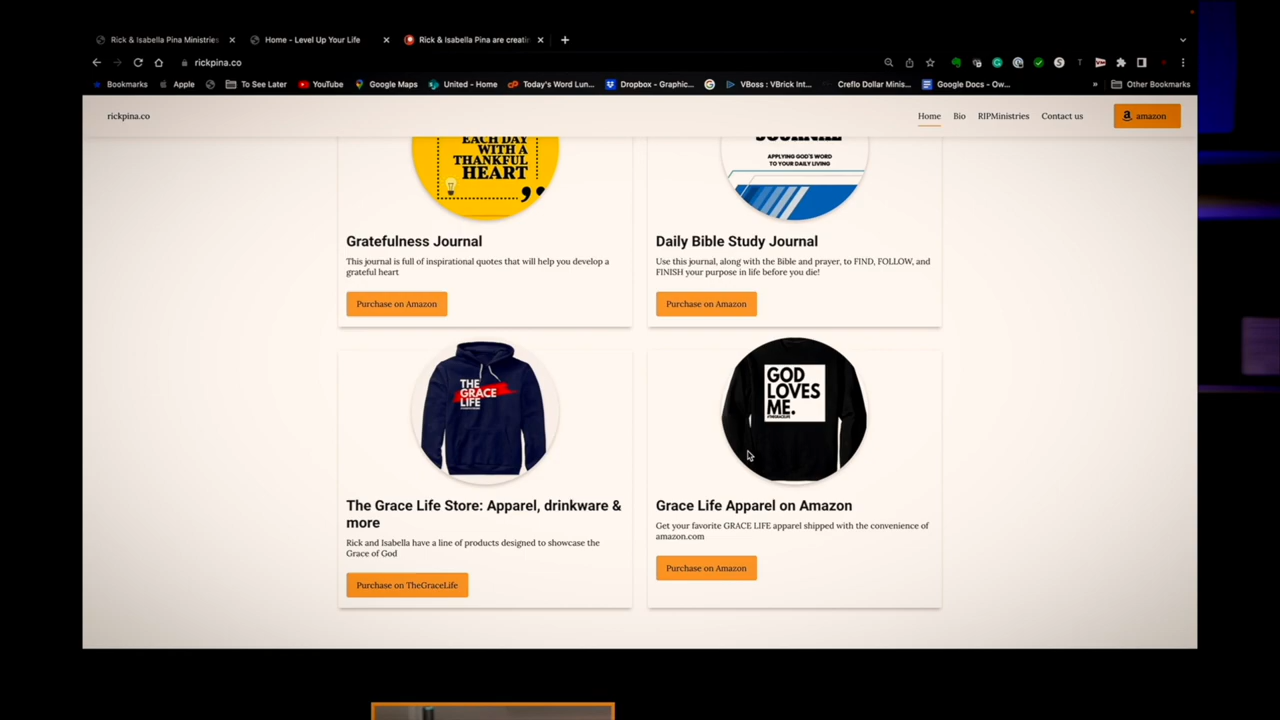 Rick & Isabella Pina Ministries
Home - Level Up Your Life
Rick & Isabella Pina are creatin
rickpina.co
Bookmarks Apple To See Later YouTube Google Maps United - Home Today's Word Lun... Dropbox - Graphic... VBoss : VBrick Int... Creflo Dollar Minis... Google Docs - Ow... » Other Bookmarks
rickpina.co
Home Bio RIPMinistries Contact us amazon
EACH DAY
WITH A
THANKFUL
HEART
JOURNAL
APPLYING GOD'S WORD
TO YOUR DAILY LIVING
Gratefulness Journal
This journal is full of inspirational quotes that will help you develop a
grateful heart
Purchase on Amazon
Daily Bible Study Journal
Use this journal, along with the Bible and prayer, to FIND, FOLLOW, and
FINISH your purpose in life before you die!
Purchase on Amazon
THE
GRACE
LIFE
GOD
LOVES
ME.
#THEGRACELIFE
The Grace Life Store: Apparel, drinkware &
more
Rick and Isabella have a line of products designed to showcase the
Grace of God
Purchase on TheGraceLife
Grace Life Apparel on Amazon
Get your favorite GRACE LIFE apparel shipped with the convenience of
amazon.com
Purchase on Amazon